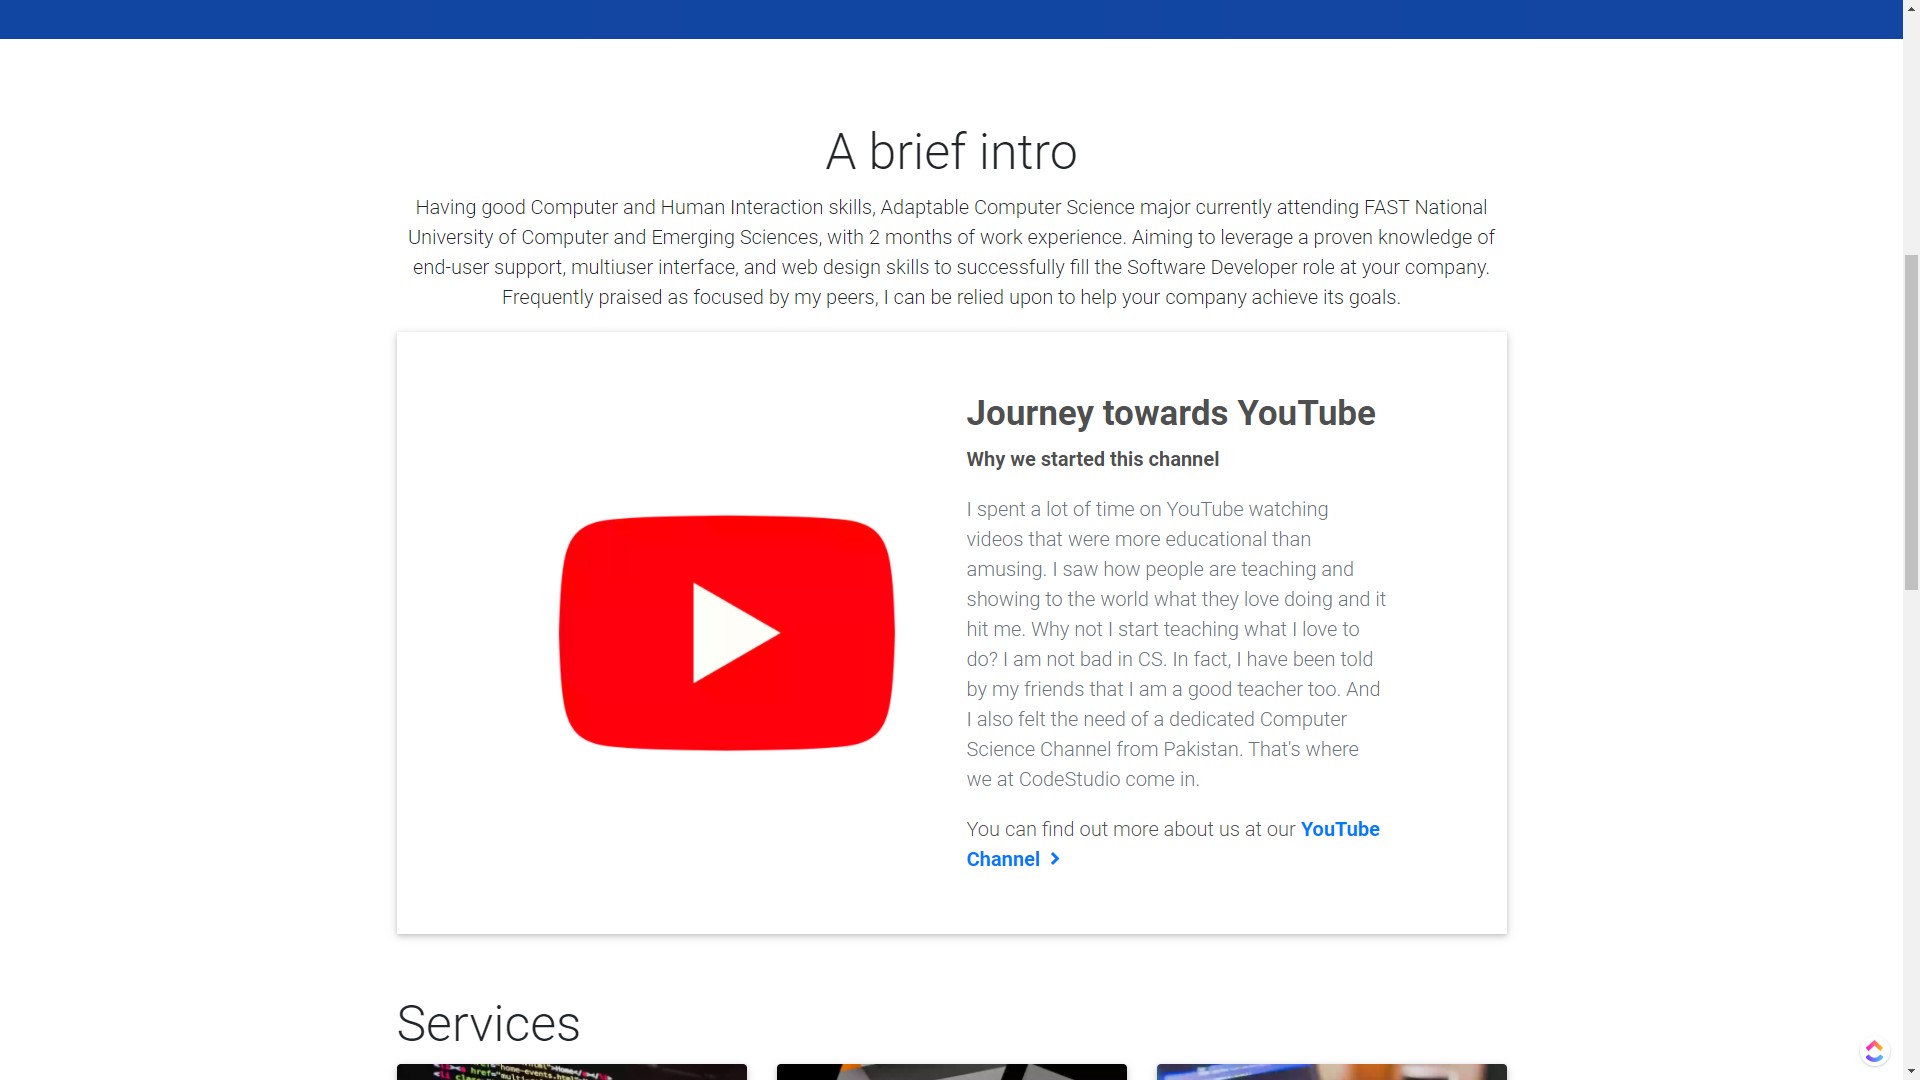 A brief intro
Having good Computer and Human Interaction skills, Adaptable Computer Science major currently attending FAST National
University of Computer and Emerging Sciences, with 2 months of work experience. Aiming to leverage a proven knowledge of
end-user support, multiuser interface, and web design skills to successfully fill the Software Developer role at your company.
Frequently praised as focused by my peers, I can be relied upon to help your company achieve its goals.
Journey towards YouTube
Why we started this channel
I spent a lot of time on YouTube watching
videos that were more educational than
amusing. I saw how people are teaching and
showing to the world what they love doing and it
hit me. Why not I start teaching what I love to
do? I am not bad in CS. In fact, I have been told
by my friends that I am a good teacher too. And
I also felt the need of a dedicated Computer
Science Channel from Pakistan. That's where
we at CodeStudio come in.
You can find out more about us at our YouTube
Channel
Services
href="home-events.html">Home</a></li>